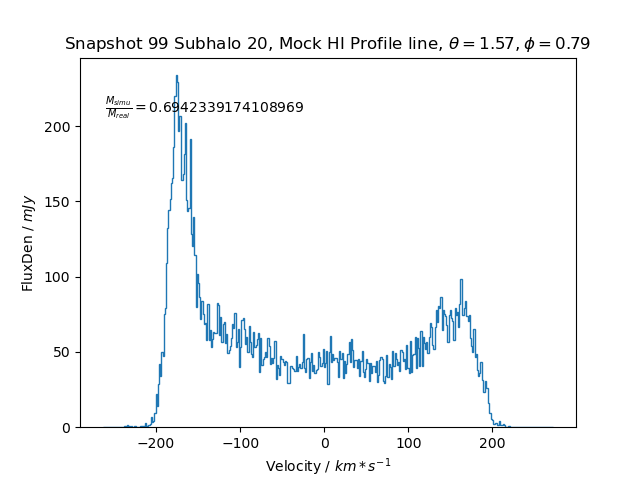 Snapshot 99 Subhalo 20, Mock HI Profile line, θ = 1.57, ϕ = 0.79
M_simu/M_real = 0.6942339174108969
FluxDen / mJy
200
150
100
50
0
−200 −100 0 100 200
Velocity / km * s⁻¹